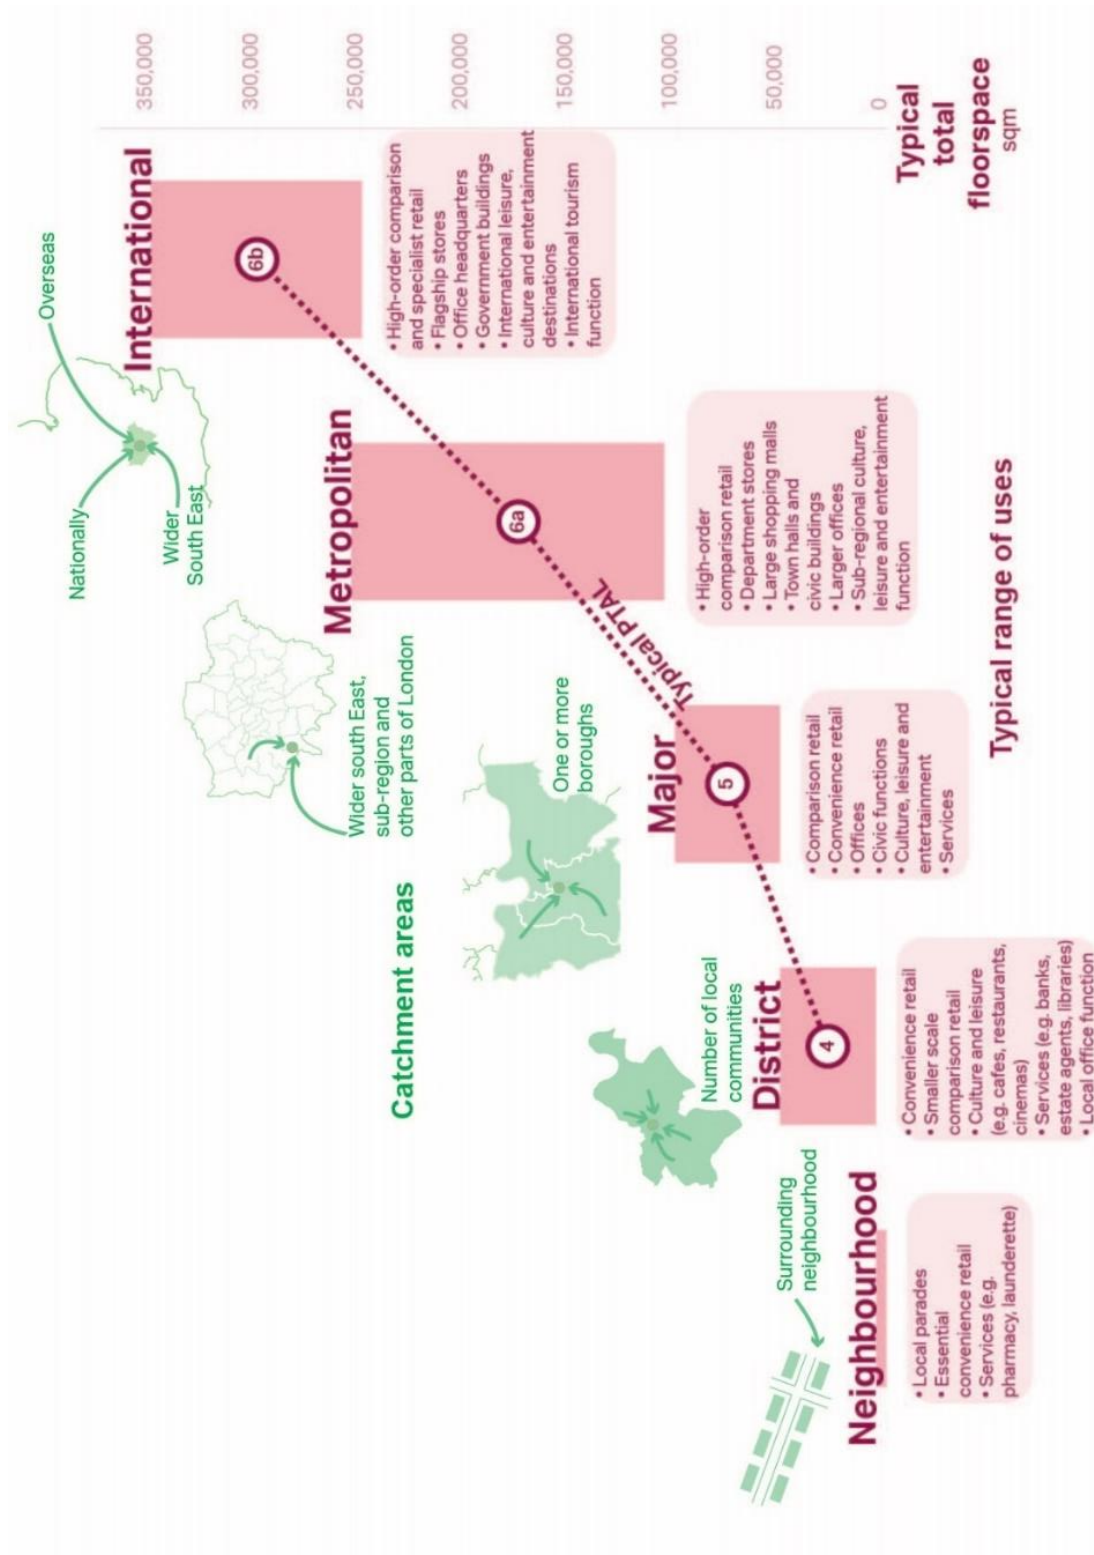 Neighbourhood
Surrounding
neighbourhood
• Local parades
• Essential
convenience retail
• Services (e.g.
pharmacy, launderette)
District
Number of local
communities
4
• Convenience retail
• Smaller scale
comparison retail
• Culture and leisure
(e.g. cafes, restaurants,
cinemas)
• Services (e.g. banks,
estate agents, libraries)
• Local office function
Catchment areas
Major
One or more
boroughs
5
• Comparison retail
• Convenience retail
• Offices
• Civic functions
• Culture, leisure and
entertainment
• Services
Typical PTAL
Metropolitan
Wider south East,
sub-region and
other parts of London
6a
• High-order
comparison retail
• Department stores
• Large shopping malls
• Town halls and
civic buildings
• Larger offices
• Sub-regional culture,
leisure and entertainment
function
Typical range of uses
International
Nationally
Overseas
Wider
South East
6b
• High-order comparison
and specialist retail
• Flagship stores
• Office headquarters
• Government buildings
• International leisure,
culture and entertainment
destinations
• International tourism
function
350,000
300,000
250,000
200,000
150,000
100,000
50,000
0
Typical
total
floorspace
sqm